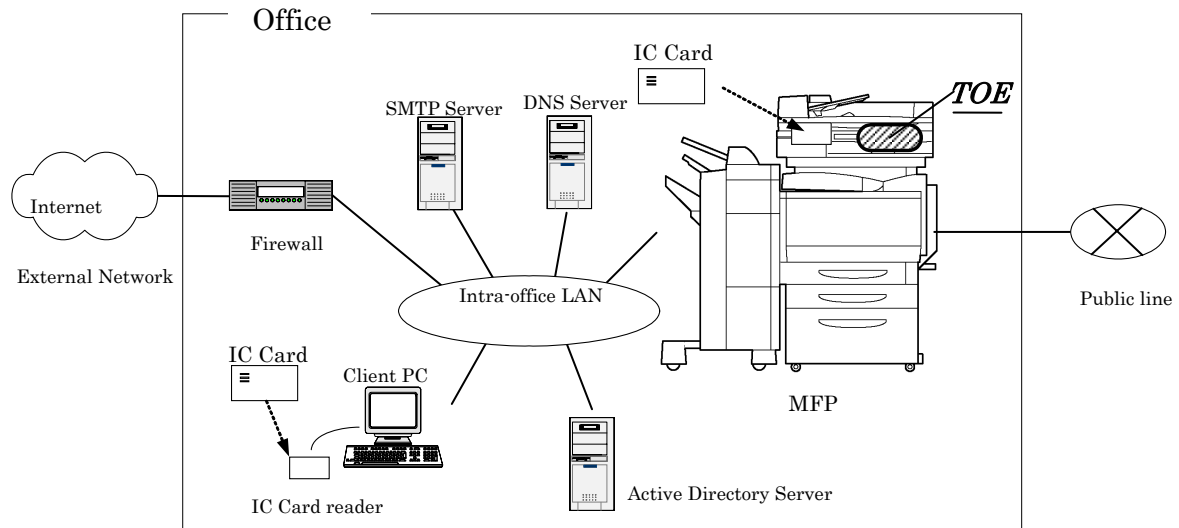 Office
IC Card
TOE
SMTP Server
DNS Server
Internet
Firewall
External Network
Intra-office LAN
Public line
IC Card
Client PC
MFP
IC Card reader
Active Directory Server